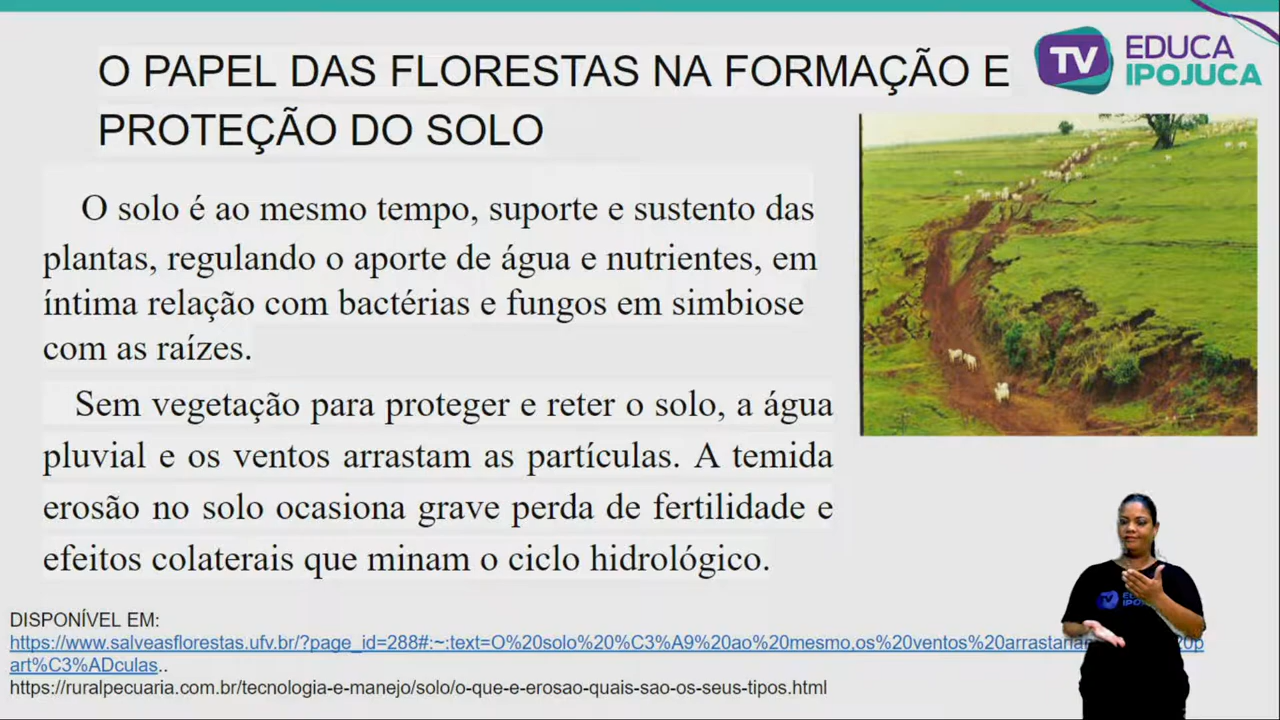 O PAPEL DAS FLORESTAS NA FORMAÇÃO E
PROTEÇÃO DO SOLO
TV EDUCA
IPOJUCA
O solo é ao mesmo tempo, suporte e sustento das
plantas, regulando o aporte de água e nutrientes, em
íntima relação com bactérias e fungos em simbiose
com as raízes.
Sem vegetação para proteger e reter o solo, a água
pluvial e os ventos arrastam as partículas. A temida
erosão no solo ocasiona grave perda de fertilidade e
efeitos colaterais que minam o ciclo hidrológico.
DISPONÍVEL EM:
https://www.salveasflorestas.ufv.br/?page_id=288#:~:text=O%20solo%20%C3%A9%20ao%20mesmo,os%20ventos%20
art%C3%ADculas..
https://ruralpecuaria.com.br/tecnologia-e-manejo/solo/o-que-e-erosao-quais-sao-os-seus-tipos.html
TV